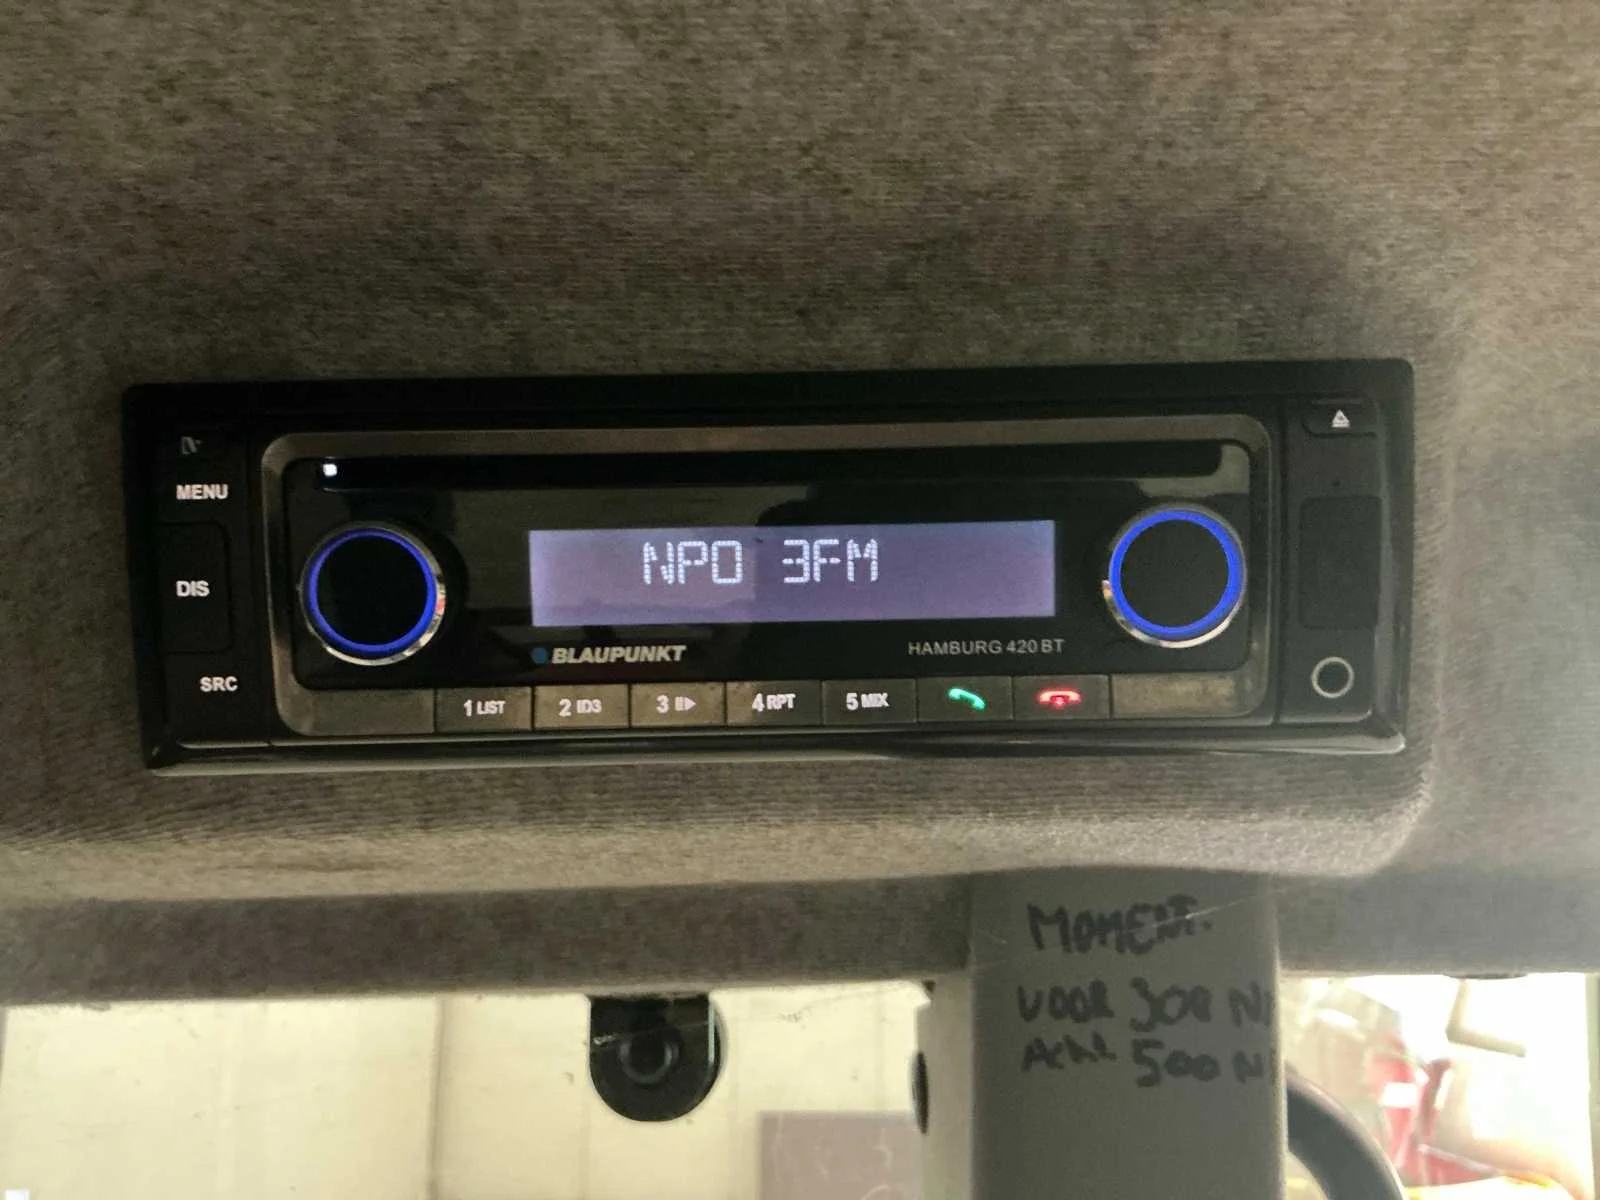 MENU
NPO 3FM
DIS
BLAUPUNKT
HAMBURG 420 BT
SRC
1 LIST
2 ID3
3
4 RPT
5 MIX
MOMENT.
VOOR 300 N
500 N